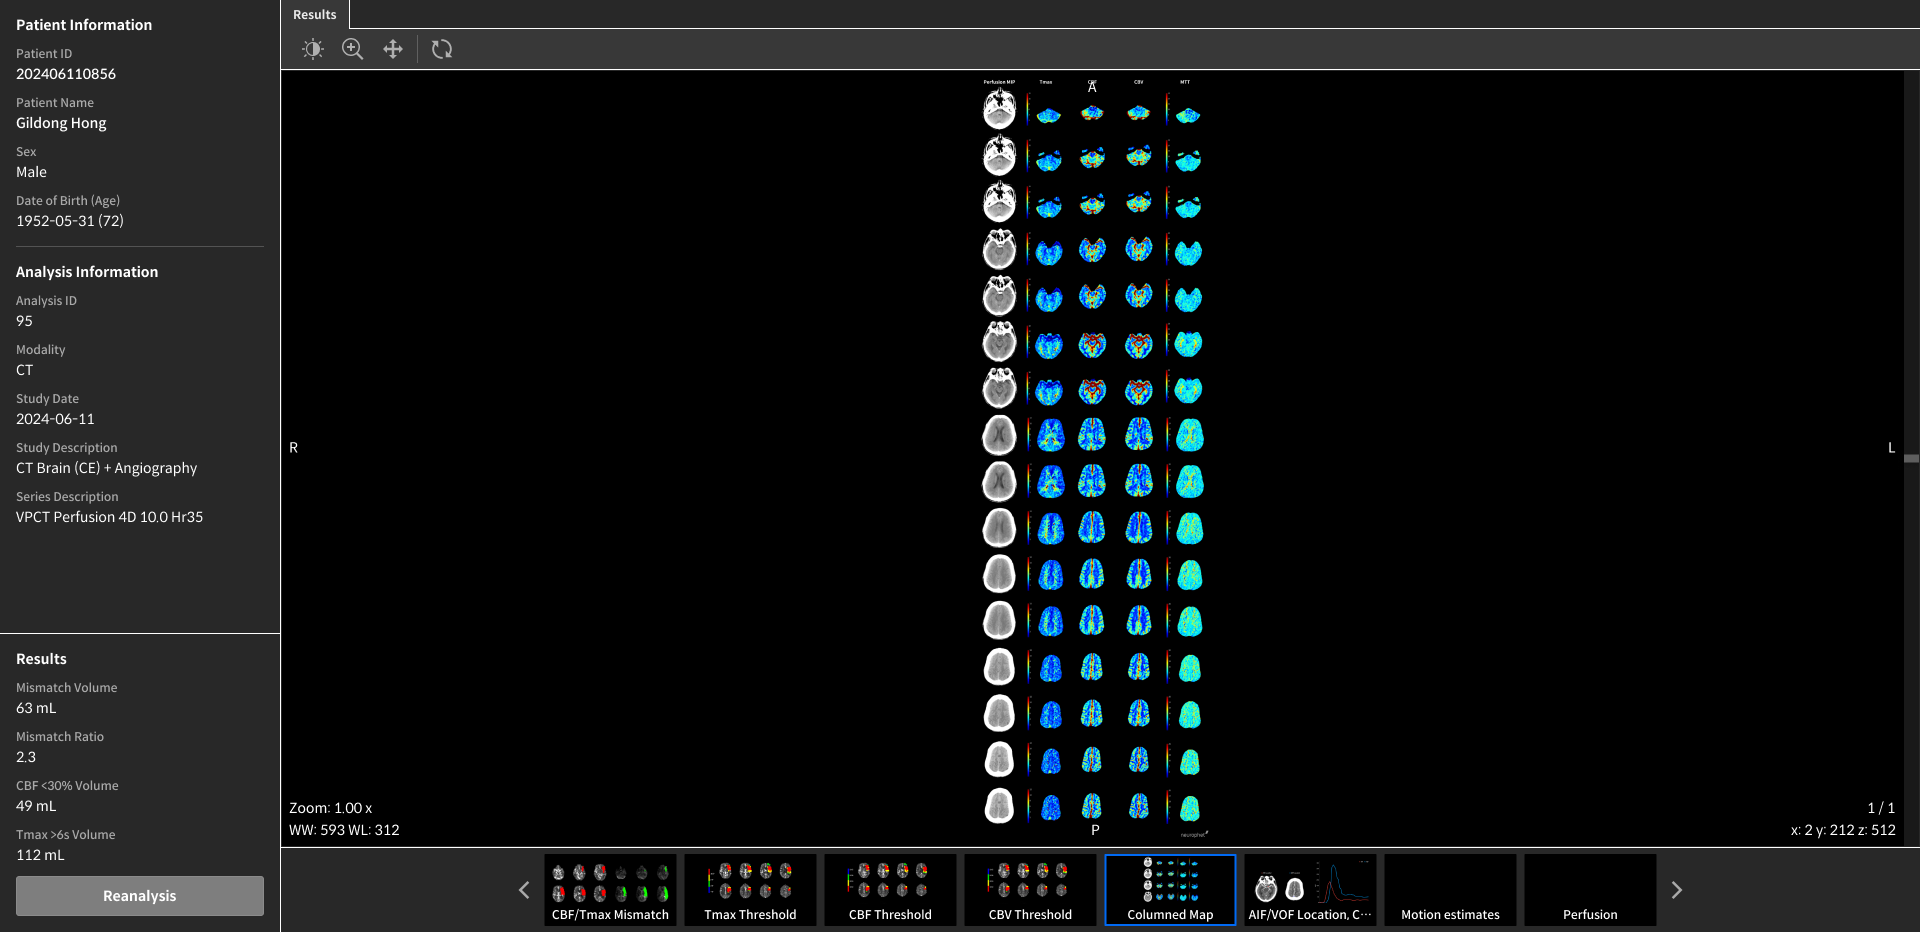 Patient Information
Patient ID
202406110856
Patient Name
Gildong Hong
Sex
Male
Date of Birth (Age)
1952-05-31 (72)
Analysis Information
Analysis ID
95
Modality
CT
Study Date
2024-06-11
Study Description
CT Brain (CE) + Angiography
Series Description
VPCT Perfusion 4D 10.0 Hr35
Results
Mismatch Volume
63 mL
Mismatch Ratio
2.3
CBF <30% Volume
49 mL
Tmax >6s Volume
112 mL
Reanalysis
Results
Perfusion MIP Tmax CBF CBV MTT
A
R
L
Zoom: 1.00 x
WW: 593 WL: 312
P
neurophet
1 / 1
x: 2 y: 212 z: 512
CBF/Tmax Mismatch
Tmax Threshold
CBF Threshold
CBV Threshold
Columned Map
AIF/VOF Location, C···
Motion estimates
Perfusion